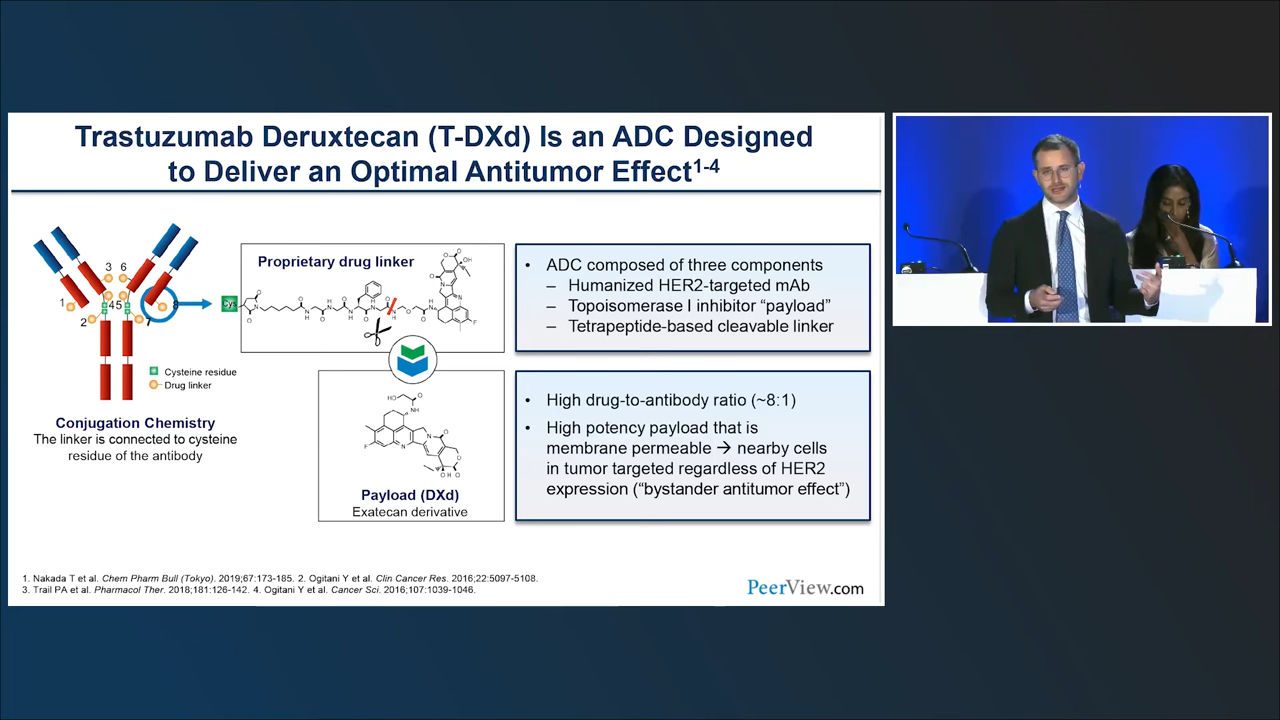 Trastuzumab Deruxtecan (T-DXd) Is an ADC Designed
to Deliver an Optimal Antitumor Effect1-4
3 6
1 45 8
2 7
Cysteine residue
Drug linker
Conjugation Chemistry
The linker is connected to cysteine
residue of the antibody
Proprietary drug linker
Payload (DXd)
Exatecan derivative
• ADC composed of three components
– Humanized HER2-targeted mAb
– Topoisomerase I inhibitor “payload”
– Tetrapeptide-based cleavable linker
• High drug-to-antibody ratio (~8:1)
• High potency payload that is
membrane permeable → nearby cells
in tumor targeted regardless of HER2
expression (“bystander antitumor effect”)
1. Nakada T et al. Chem Pharm Bull (Tokyo). 2019;67:173-185. 2. Ogitani Y et al. Clin Cancer Res. 2016;22:5097-5108.
3. Trail PA et al. Pharmacol Ther. 2018;181:126-142. 4. Ogitani Y et al. Cancer Sci. 2016;107:1039-1046.
PeerView.com